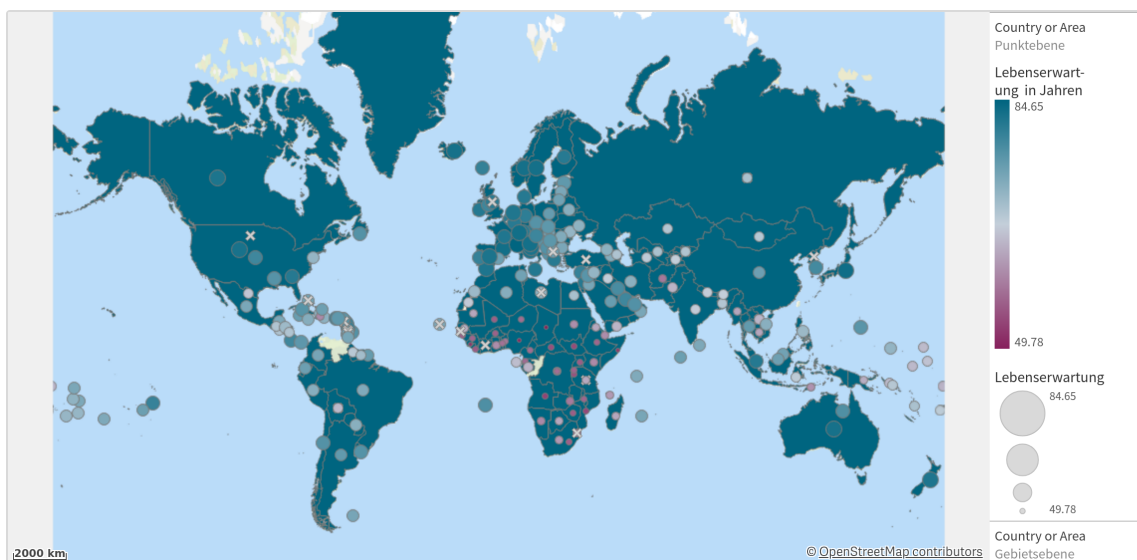 Country or Area
Punktebene
Lebenserwart-
ung in Jahren
84.65
49.78
Lebenserwartung
84.65
49.78
Country or Area
Gebietsebene
2000 km
© OpenStreetMap contributors